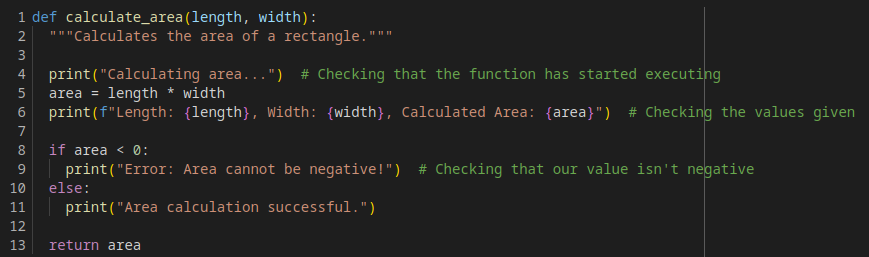 1 def calculate_area(length, width):
2   """Calculates the area of a rectangle."""
3
4   print("Calculating area...")  # Checking that the function has started executing
5   area = length * width
6   print(f"Length: {length}, Width: {width}, Calculated Area: {area}")  # Checking the values given
7
8   if area < 0:
9     print("Error: Area cannot be negative!")  # Checking that our value isn't negative
10   else:
11     print("Area calculation successful.")
12
13   return area